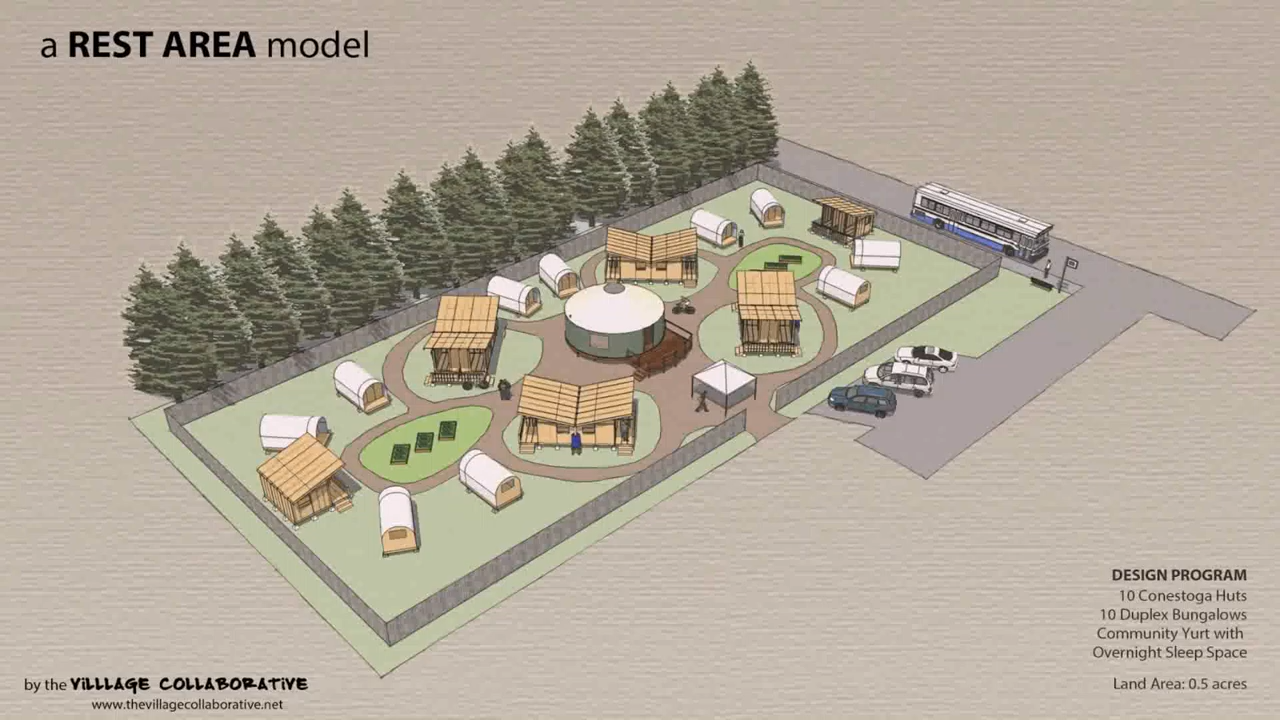 a REST AREA model
DESIGN PROGRAM
10 Conestoga Huts
10 Duplex Bungalows
Community Yurt with
Overnight Sleep Space
Land Area: 0.5 acres
by the ViLLLAGE COLLABORATiVE
www.thevillagecollaborative.net